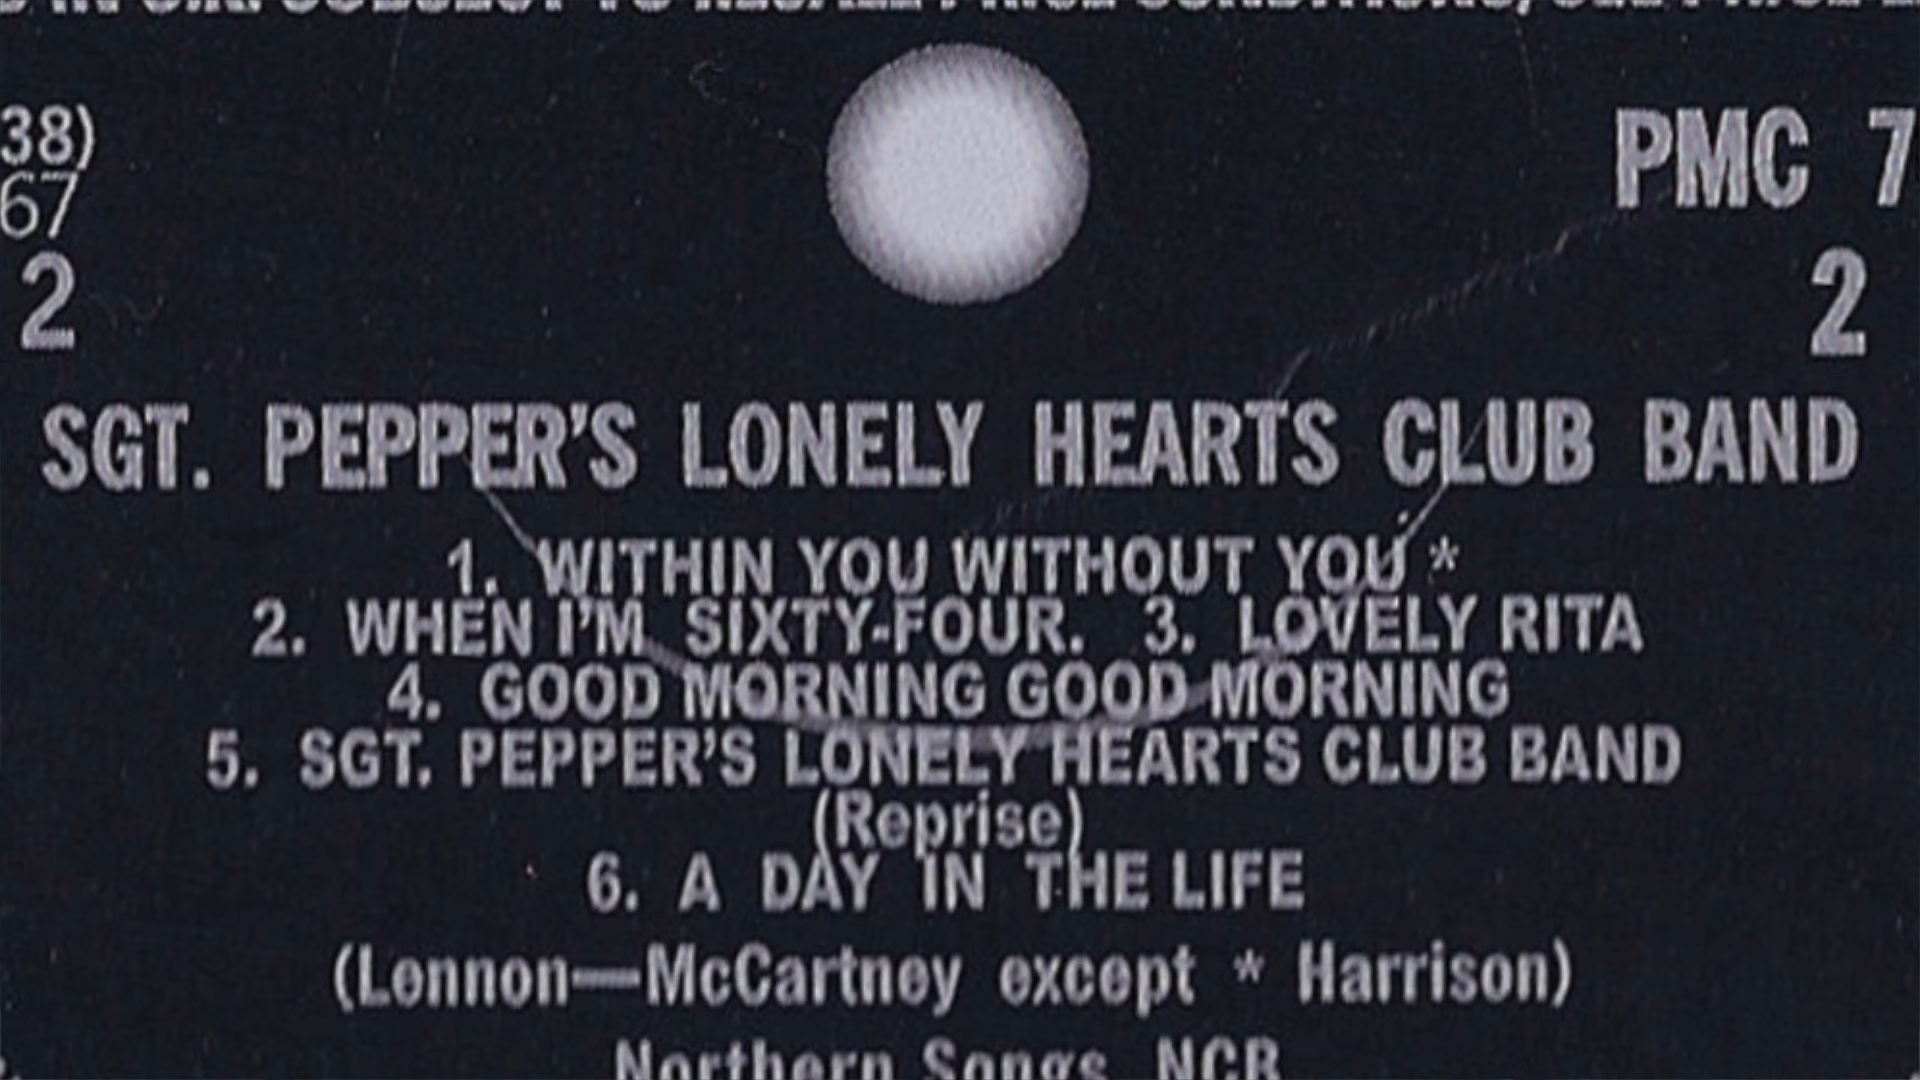 38)
PMC 7
67
2
2
SGT. PEPPER'S LONELY HEARTS CLUB BAND
1. WITHIN YOU WITHOUT YOU *
2. WHEN I'M SIXTY-FOUR. 3. LOVELY RITA
4. GOOD MORNING GOOD MORNING
5. SGT. PEPPER'S LONELY HEARTS CLUB BAND
(Reprise)
6. A DAY IN THE LIFE
(Lennon—McCartney except * Harrison)
Northern Songs, NCB